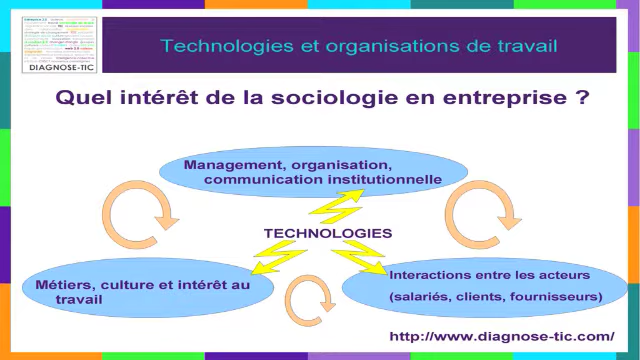 DIAGNOSE-TIC
Technologies et organisations de travail
Quel intérêt de la sociologie en entreprise ?
Management, organisation,
communication institutionnelle
TECHNOLOGIES
Métiers, culture et intérêt au
travail
Interactions entre les acteurs
(salariés, clients, fournisseurs)
http://www.diagnose-tic.com/